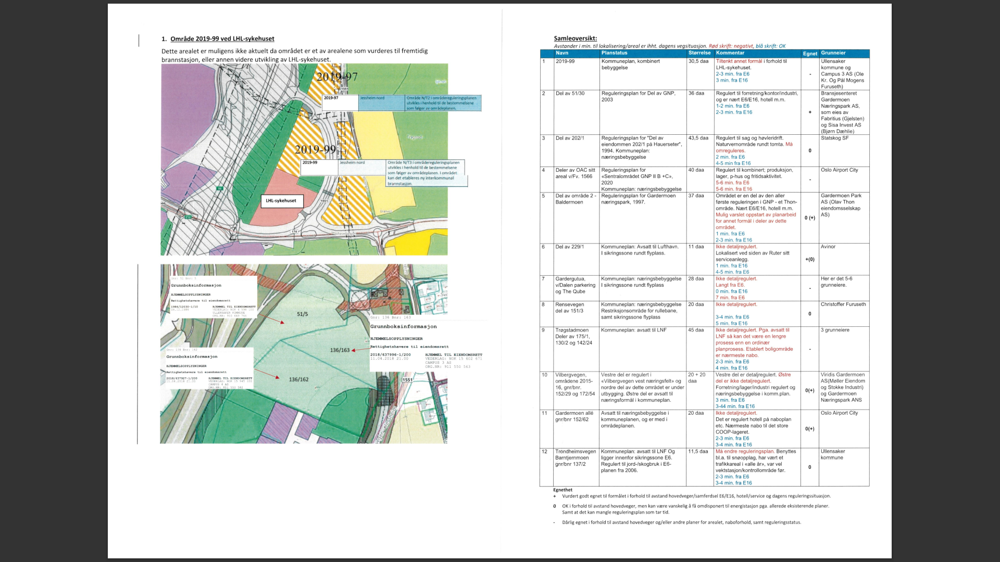 1. Område 2019-99 ved LHL-sykehuset
Dette arealet er muligens ikke aktuelt da området er et av arealene som vurderes til fremtidig
brannstasjon, eller annen videre utvikling av LHL-sykehuset.
2019-97
1551
2019-97
Jessheim nord
Område N/T2 i områdereguleringsplanen
utvikles i henhold til de bestemmelsene
som følger av områdeplanen.
Trøgstad
2019-99
2019-99
Jessheim nord
Område N/T3 i områdereguleringsplanen
utvikles i henhold til de bestemmelsene
som følger av områdeplanen. I området
kan det etableres ny interkommunal
brannstasjon.
LHL-sykehuset
1551
174
Jessheimvegen
Gnr: 51 Bnr: 5
Grunnboksinformasjon
HJEMMELSOPPLYSNINGER
Rettighetshavere til eiendomsrett
1986/12030-1/10
HJEMMEL TIL EIENDOMSRETT
ULLENSAKER KOMMUNE
51/5
Gnr: 136 Bnr: 163
Grunnboksinformasjon
HJEMMELSOPPLYSNINGER
Rettighetshavere til eiendomsrett
2018/637996-1/200
11.04.2018 21.00
HJEMMEL TIL EIENDOMSRETT
VEDERLAG: NOK 15 602 671
CAMPUS 3 AS
ORG.NR: 911 550 563
136/163
Gnr: 136 Bnr: 162
Grunnboksinformasjon
HJEMMELSOPPLYSNINGER
Rettighetshavere til eiendomsrett
2018/637927-1/200
11.04.2018 21.00
HJEMMEL TIL EIENDOMSRETT
136/162
1551
Samleoversikt:
Avstander i min. til lokalisering/areal er ihht. dagens vegsituasjon. Rød skrift: negativt, blå skrift: OK
Navn Planstatus Størrelse Kommentar Egnet Grunneier
1 2019-99
Kommuneplan, kombinert
bebyggelse
30,5 daa
Tiltenkt annet formål i forhold til
LHL-sykehuset.
2-3 min. fra E6
3 min. fra E16
-
Ullensaker
kommune og
Campus 3 AS (Ole
Kr. Og Pål Mogens
Furuseth)
2 Del av 51/30
Reguleringsplan for Del av GNP,
2003
36 daa
Regulert til forretning/kontor/industri,
og er nært E6/E16, hotell m.m.
1-2 min. fra E6
2-3 min. fra E16
+
Bransjesenteret
Gardermoen
Næringspark AS,
som eies av
Fabritius (Gjelsten)
og Sisa Invest AS
(Bjørn Dæhlie)
3 Del av 202/1
Reguleringsplan for "Del av
eiendommen 202/1 på Hauerseter",
1994. Kommuneplan:
næringsbebyggelse
43,5 daa
Regulert til sag og høvleridrift.
Naturvernområde rundt tomta. Må
omreguleres.
2 min. fra E6
4-5 min fra E16
0
Statskog SF
4 Deler av OAC sitt
areal v/Fv. 1566
Reguleringsplan for
«Sentralområdet GNP II B +C»,
2020
Kommuneplan: næringsbebyggelse
40 daa
Regulert til kombinert; produksjon,
lager, p-hus og fritidsaktivitet.
5-6 min. fra E6
5-6 min. fra E16
-
Oslo Airport City
5 Del av område 2 -
Baldermoen
Reguleringsplan for Gardermoen
næringspark, 1997.
37 daa
Området er en del av den aller
første reguleringen i GNP - et Thon-
område. Nært E6/E16, hotell m.m.
Mulig varslet oppstart av planarbeid
for annet formål i deler av dette
området.
1 min. fra E6
2-3 min. fra E16
0 (+)
Gardermoen Park
AS (Olav Thon
eiendomsselskap
AS)
6 Del av 229/1
Kommuneplan: Avsatt til Lufthavn.
I sikringssone rundt flyplass.
11 daa
Ikke detaljregulert.
Lokalisert ved siden av Ruter sitt
serviceanlegg.
1 min. fra E16
4-5 min. fra E6
+(0)
Avinor
7 Gardergutua,
v/Dalen parkering
og The Qube
Kommuneplan: næringsbebyggelse
I sikringssone rundt flyplass
28 daa
Ikke detaljregulert.
Langt fra E6.
0 min. fra E16
7 min. fra E6
-
Her er det 5-6
grunneiere.
8 Rensevegen
del av 151/3
Kommuneplan: næringsbebyggelse
Restriksjonsområde for rullebane,
samt sikringssone flyplass
20 daa
Ikke detaljregulert.
3-4 min. fra E6
5 min. fra E16
0
Christoffer Furuseth
9 Trøgstadmoen
Deler av 175/1,
130/2 og 142/24
Kommuneplan: avsatt til LNF
45 daa
Ikke detaljregulert. Pga. avsatt til
LNF så kan det være en lengre
prosess enn en ordinær
planprosess. Etablert boligområde
er nærmeste nabo.
2-3 min. fra E6
4 min. fra E16
-
3 grunneiere
10 Vilbergvegen,
områdene 2015-
16, gnr/bnr.
152/29 og 172/54
Vestre del er regulert i
«Vilbergvegen vest næringsfelt» og
nordre del av dette området er under
utbygging. Østre del er avsatt til
næringsformål i kommuneplan.
20 + 20
daa
Vestre del er detaljregulert. Østre
del er ikke detaljregulert.
Forretning/lager/industri regulert og
næringsbebyggelse i komm.plan.
3 min. fra E6
3-44 min. fra E16
0(+)
Viridis Gardermoen
AS(Møller Eiendom
og Stokke Industri)
og Gardermoen
Næringspark ANS
11 Gardermoen allé
gnr/bnr 152/62
Avsatt til næringsbebyggelse i
kommuneplanen, og er med i
områdeplanen.
20 daa
Ikke detaljregulert.
Det er regulert hotell på naboplan
etc. Nærmeste nabo til det store
COOP-lageret.
2-3 min. fra E6
3-4 min. fra E16
0(+)
Oslo Airport City
12 Trondheimsvegen
Barntjernmoen
gnr/bnr 137/2
Kommuneplan: avsatt til LNF Og
ligger innenfor sikringssone E6.
Regulert til jord-/skogbruk i E6-
planen fra 2006.
11,5 daa
Må endre reguleringsplan. Benyttes
bl.a. til snøopplag, har vært et
trafikkareal i «alle år», var vel
vektstasjon/kontrollområde før.
2-3 min. fra E6
3-4 min. fra E16
0
Ullensaker
kommune
Egnethet
+ Vurdert godt egnet til formålet i forhold til avstand hovedveger/samferdsel E6/E16, hotell/service og dagens reguleringssituasjon.
0 OK i forhold til avstand hovedveger, men kan være vanskelig å få omdisponert til energistasjon pga. allerede eksisterende planer.
Samt at det kan mangle reguleringsplan som tar tid.
- Dårlig egnet i forhold til avstand hovedveger og/eller andre planer for arealet, naboforhold, samt reguleringsstatus.